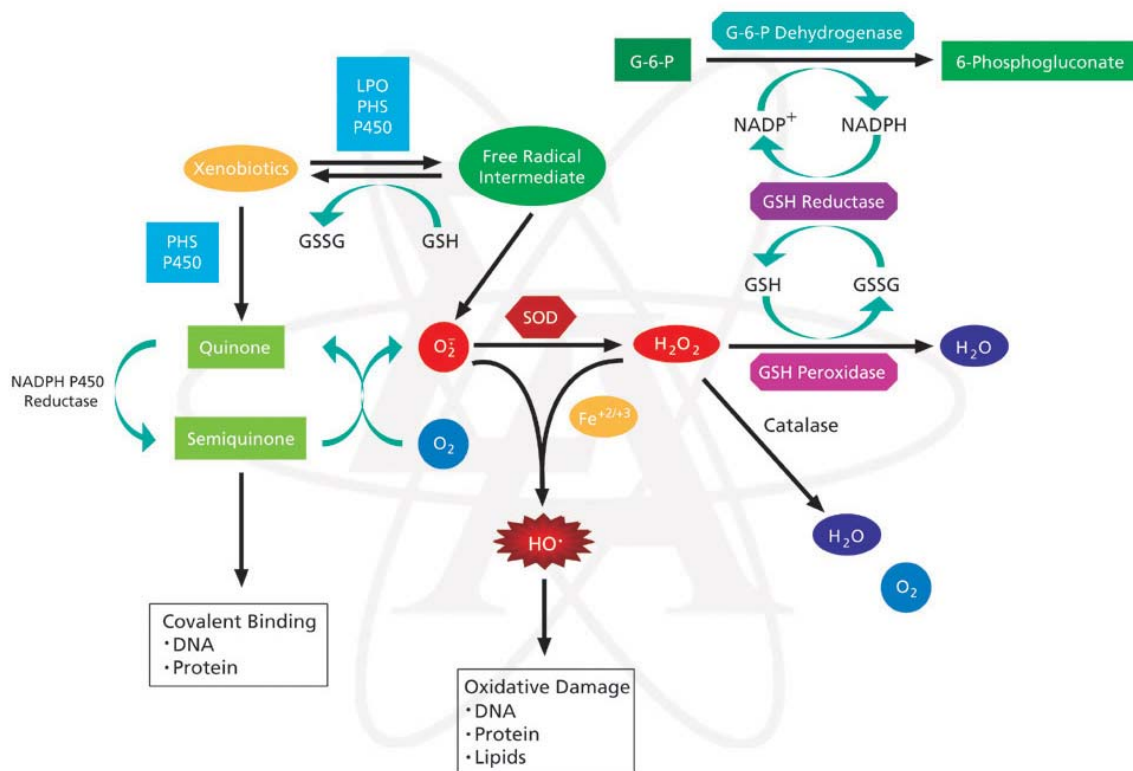 G-6-P Dehydrogenase
G-6-P
6-Phosphogluconate
NADP+
NADPH
LPO
PHS
P450
Xenobiotics
Free Radical
Intermediate
GSH Reductase
GSSG
GSH
PHS
P450
GSH
GSSG
SOD
Quinone
O2-
H2O2
H2O
GSH Peroxidase
NADPH P450
Reductase
Fe+2/+3
Semiquinone
O2
Catalase
HO•
H2O
O2
Covalent Binding
•DNA
•Protein
Oxidative Damage
•DNA
•Protein
•Lipids